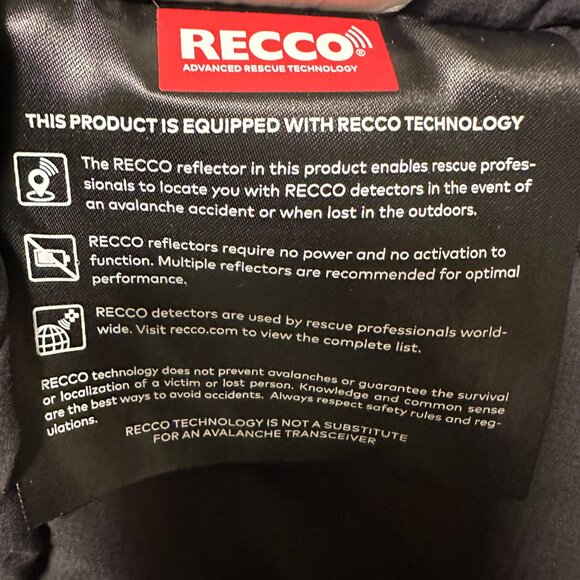 RECCO®
ADVANCED RESCUE TECHNOLOGY
THIS PRODUCT IS EQUIPPED WITH RECCO TECHNOLOGY
The RECCO reflector in this product enables rescue profes-
sionals to locate you with RECCO detectors in the event of
an avalanche accident or when lost in the outdoors.
RECCO reflectors require no power and no activation to
function. Multiple reflectors are recommended for optimal
performance.
RECCO detectors are used by rescue professionals world-
wide. Visit recco.com to view the complete list.
RECCO technology does not prevent avalanches or guarantee the survival
or localization of a victim or lost person. Knowledge and common sense
are the best ways to avoid accidents. Always respect safety rules and reg-
ulations.
RECCO TECHNOLOGY IS NOT A SUBSTITUTE
FOR AN AVALANCHE TRANSCEIVER